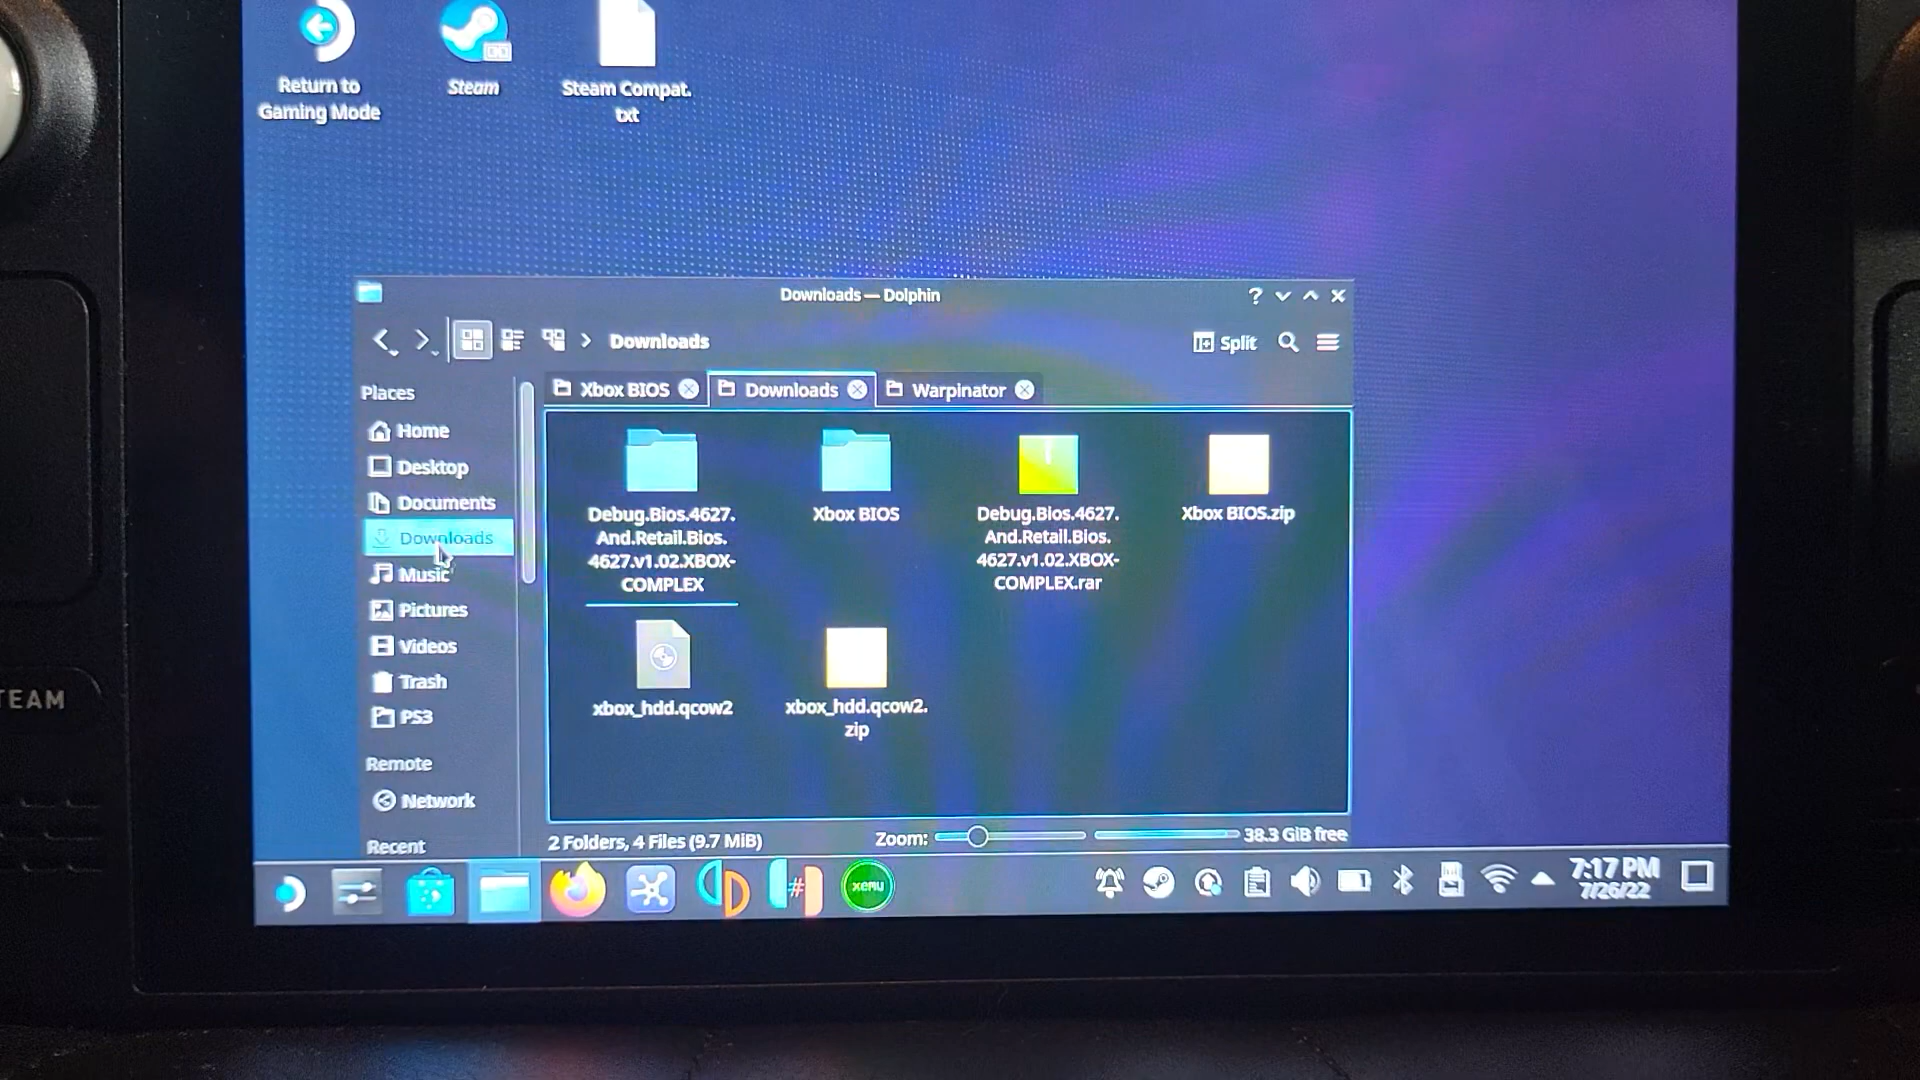 Return to
Gaming Mode
Steam
Steam Compat.
txt
Downloads — Dolphin
Downloads
Split
Places
Xbox BIOS
Downloads
Warpinator
Home
Desktop
Documents
Downloads
Music
Pictures
Videos
Trash
PS3
Remote
Network
Recent
Debug.Bios.4627.
And.Retail.Bios.
4627.v1.02.XBOX-
COMPLEX
Xbox BIOS
Debug.Bios.4627.
And.Retail.Bios.
4627.v1.02.XBOX-
COMPLEX.rar
Xbox BIOS.zip
xbox_hdd.qcow2
xbox_hdd.qcow2.
zip
2 Folders, 4 Files (9.7 MiB)
Zoom:
38.3 GiB free
xemu
7:17 PM
7/26/22
TEAM